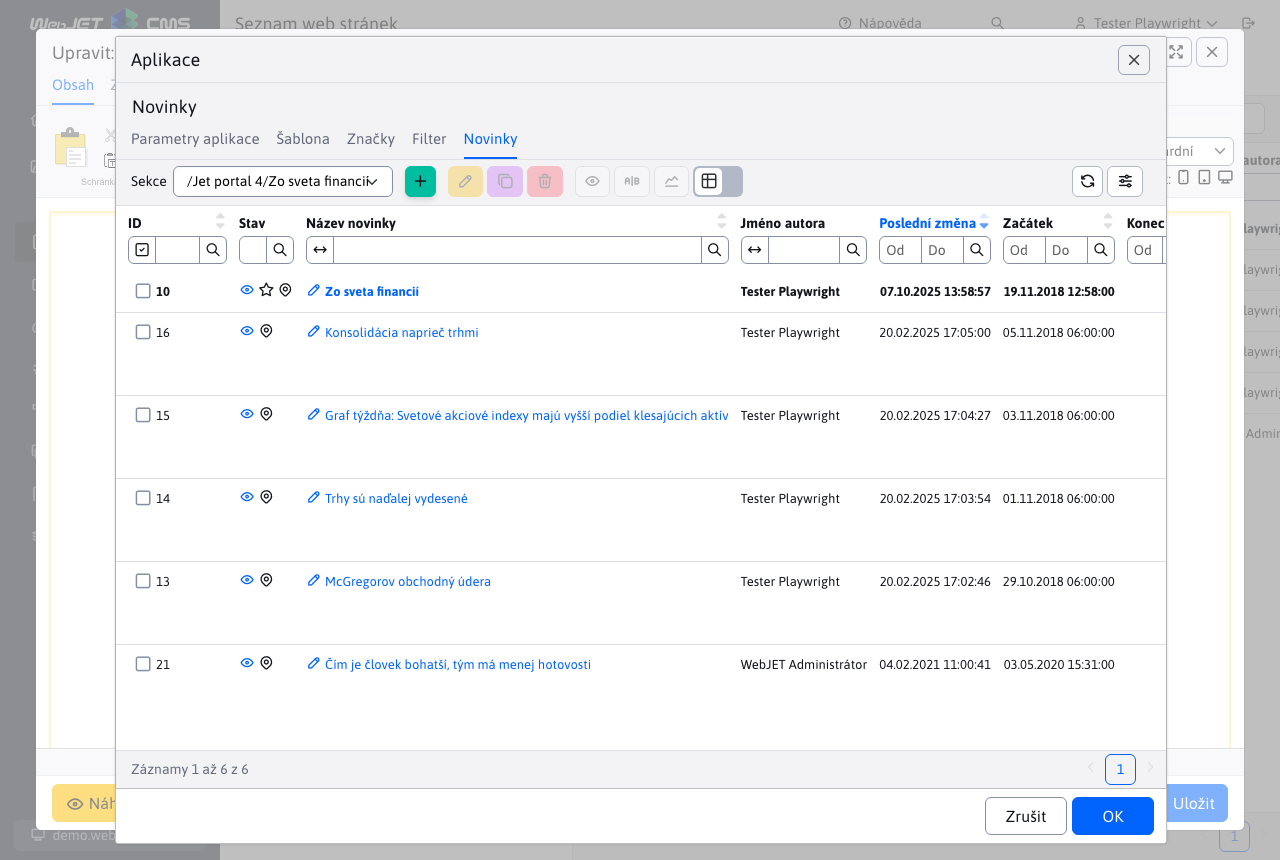 WebJET CMS
Seznam web stránek
Nápověda
Tester Playwright
Upravit:
Obsah
Aplikace
Novinky
Parametry aplikace
Šablona
Značky
Filter
Novinky
Schránka
Sekce
/Jet portal 4/Zo sveta financií
A|B
ID
Stav
Název novinky
Jméno autora
Poslední změna
Začátek
Konec
Od
Do
Od
Do
Od
10 Zo sveta financií Tester Playwright 07.10.2025 13:58:57 19.11.2018 12:58:00
16 Konsolidácia naprieč trhmi Tester Playwright 20.02.2025 17:05:00 05.11.2018 06:00:00
15 Graf týždňa: Svetové akciové indexy majú vyšší podiel klesajúcich aktív Tester Playwright 20.02.2025 17:04:27 03.11.2018 06:00:00
14 Trhy sú naďalej vydesené Tester Playwright 20.02.2025 17:03:54 01.11.2018 06:00:00
13 McGregorov obchodný údera Tester Playwright 20.02.2025 17:02:46 29.10.2018 06:00:00
21 Čím je človek bohatší, tým má menej hotovosti WebJET Administrátor 04.02.2021 11:00:41 03.05.2020 15:31:00
Záznamy 1 až 6 z 6
1
Zrušit
OK
Uložit
demo.web
1